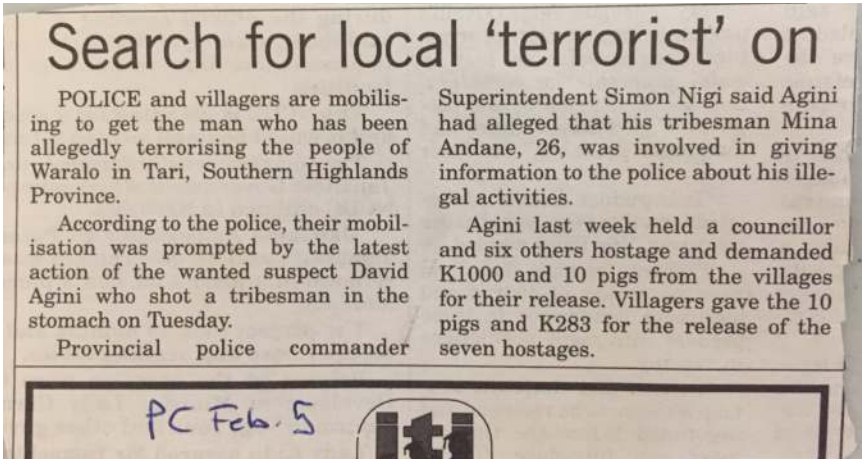 Search for local 'terrorist' on
POLICE and villagers are mobilis-
ing to get the man who has been
allegedly terrorising the people of
Waralo in Tari, Southern Highlands
Province.
According to the police, their mobil-
isation was prompted by the latest
action of the wanted suspect David
Agini who shot a tribesman in the
stomach on Tuesday.
Provincial police commander
Superintendent Simon Nigi said Agini
had alleged that his tribesman Mina
Andane, 26, was involved in giving
information to the police about his ille-
gal activities.
Agini last week held a councillor
and six others hostage and demanded
K1000 and 10 pigs from the villages
for their release. Villagers gave the 10
pigs and K283 for the release of the
seven hostages.
PC Feb. 5